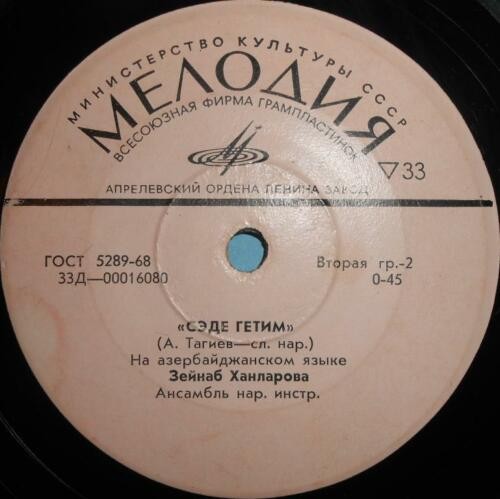 МИНИСТЕРСТВО КУЛЬТУРЫ СССР
МЕЛОДИЯ
ВСЕСОЮЗНАЯ ФИРМА ГРАМПЛАСТИНОК
▽33
АПРЕЛЕВСКИЙ ОРДЕНА ЛЕНИНА ЗАВОД
ГОСТ 5289-68
33Д—00016080
Вторая гр.-2
0-45
«СЭДЕ ГЕТИМ»
(А. Тагиев—сл. нар.)
На азербайджанском языке
Зейнаб Ханларова
Ансамбль нар. инстр.